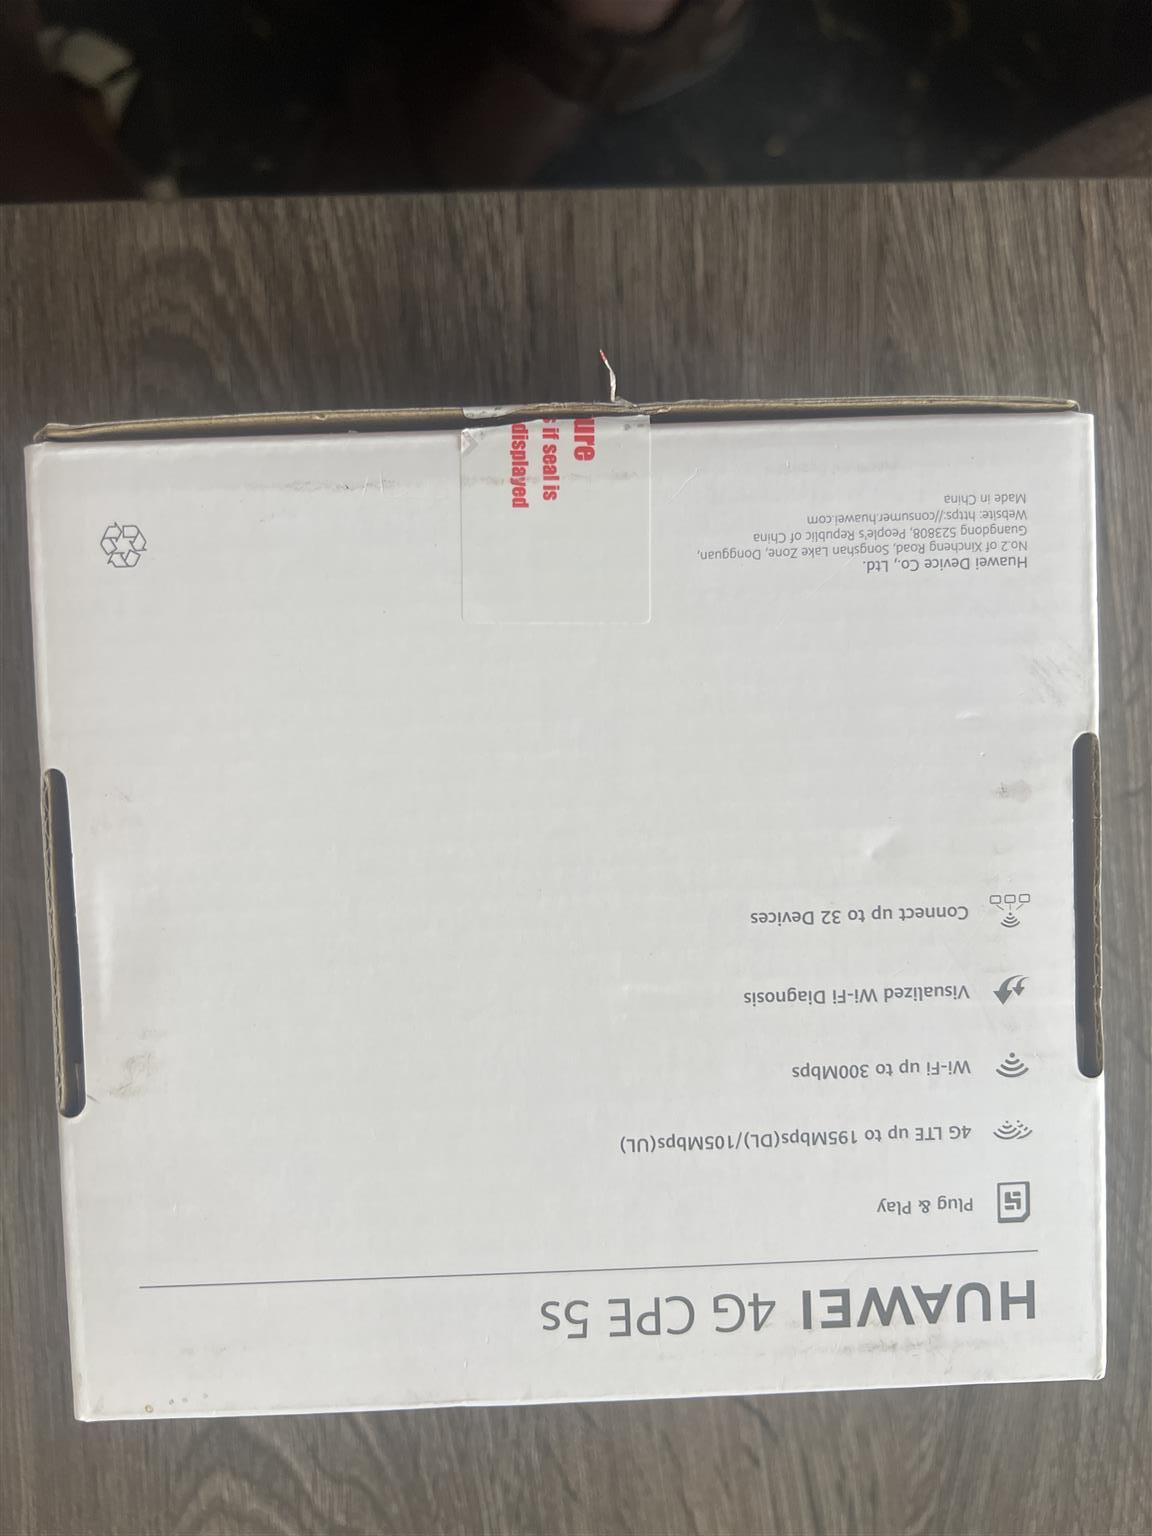 HUAWEI 4G CPE 5s
Plug & Play
4G LTE up to 195Mbps(DL)/105Mbps(UL)
Wi-Fi up to 300Mbps
Visualized Wi-Fi Diagnosis
Connect up to 32 Devices
Huawei Device Co., Ltd.
No.2 of Xincheng Road, Songshan Lake Zone, Dongguan,
Guangdong 523808, People's Republic of China
Website: https://consumer.huawei.com
Made in China
if seal is
displayed